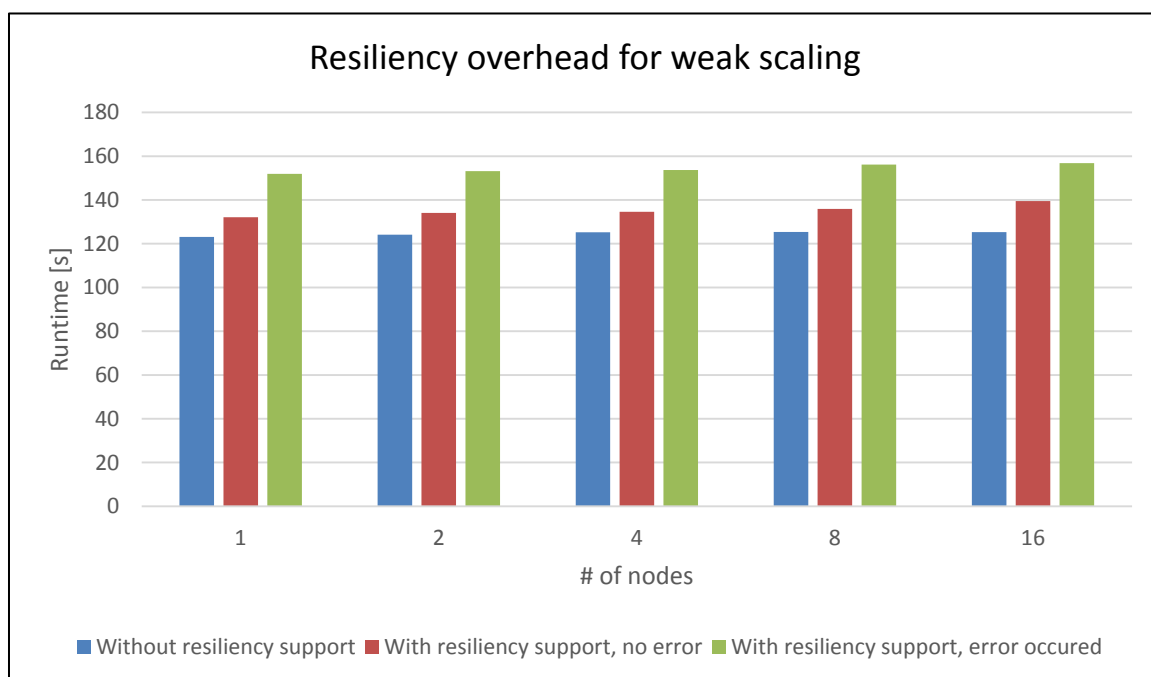 Resiliency overhead for weak scaling
180
160
140
120
100
80
60
40
20
0
Runtime [s]
1 2 4 8 16
# of nodes
Without resiliency support With resiliency support, no error With resiliency support, error occured